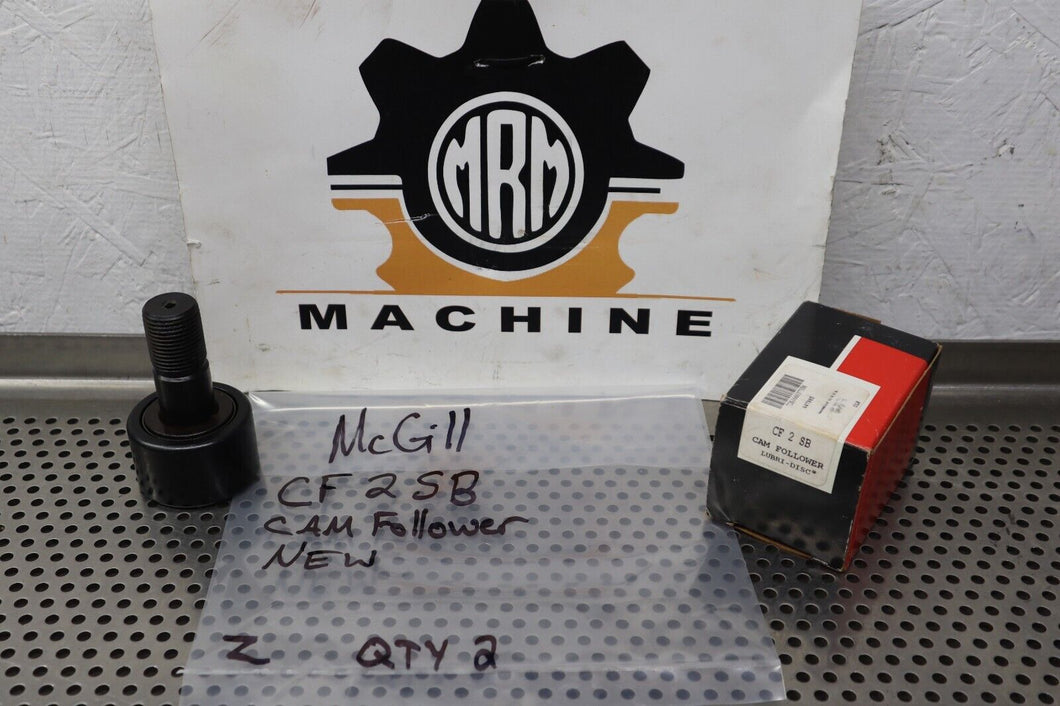 MRM
MACHINE
McGill
CF 2 SB
CAM Follower
NEW
Z QTY 2
CF 2 SB
CAM FOLLOWER
LUBRI-DISC*